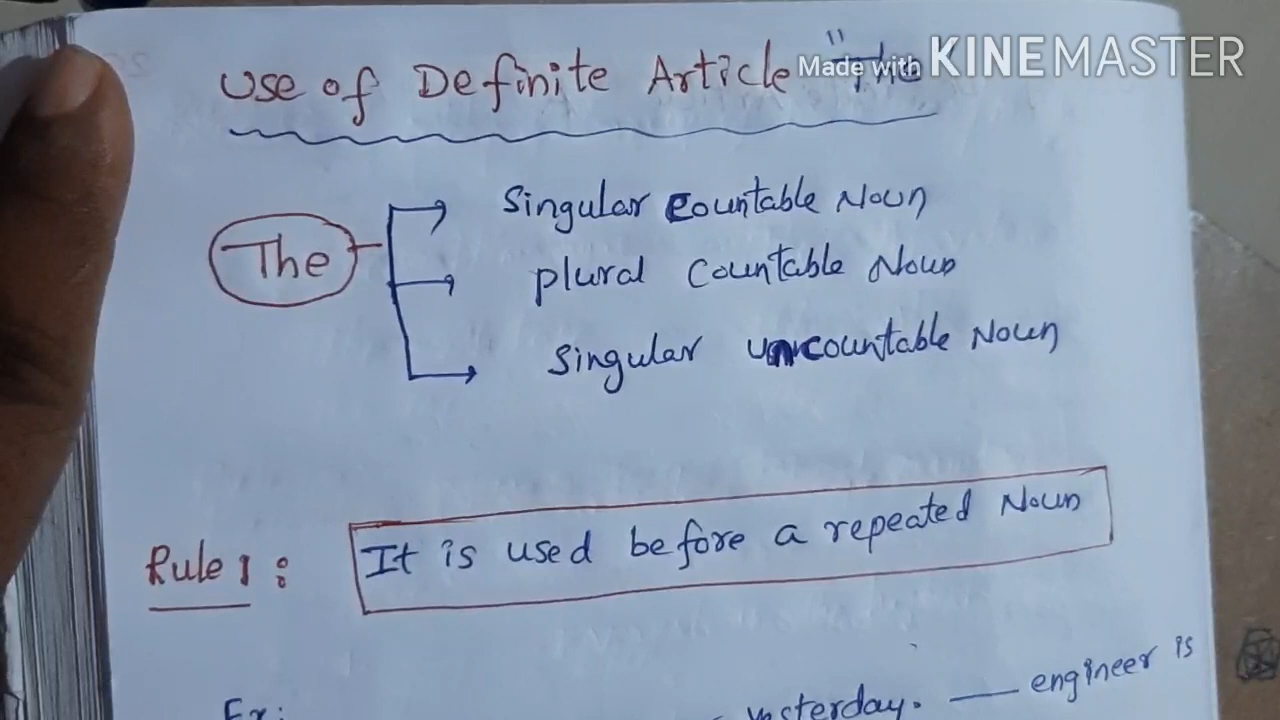 Use of Definite Article "The
Made with KINEMASTER
The
Singular Countable Noun
plural Countable Noun
Singular uncountable Noun
Rule 1 : It is used before a repeated Noun
Ex: yesterday. ___ engineer is